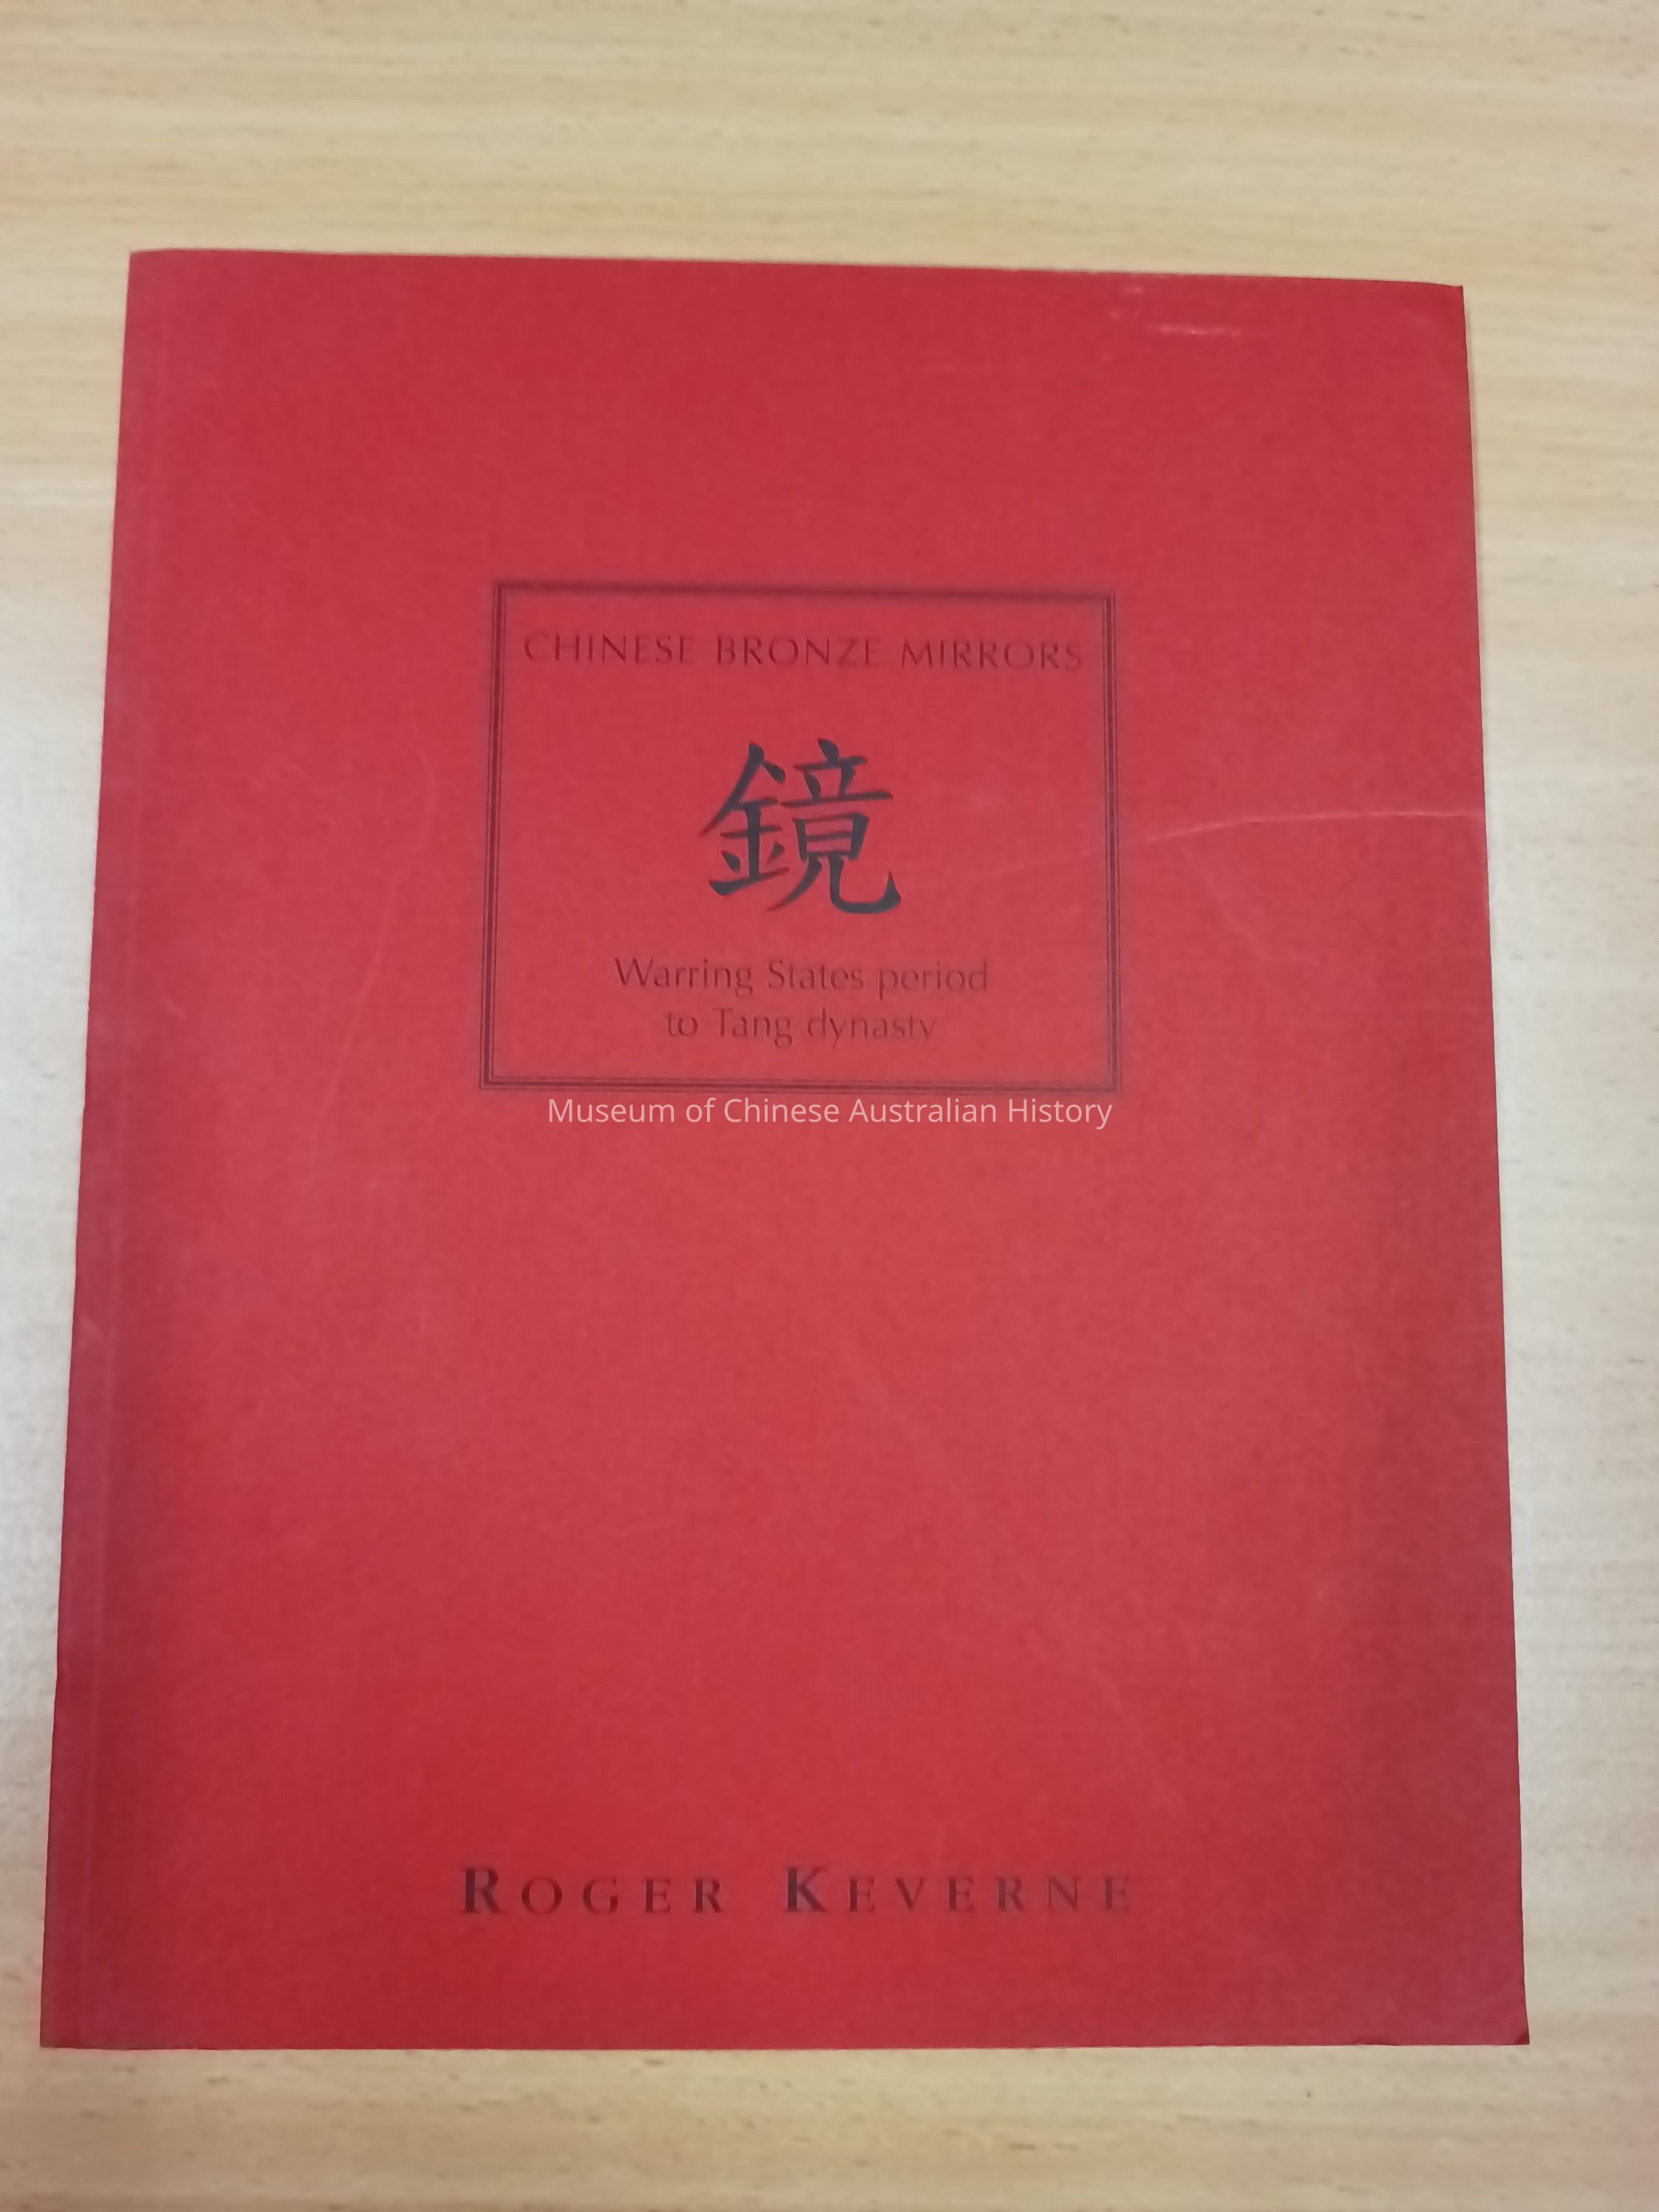 CHINESE BRONZE MIRRORS
鏡
Warring States period
to Tang dynasty
Museum of Chinese Australian History
ROGER KEVERNE